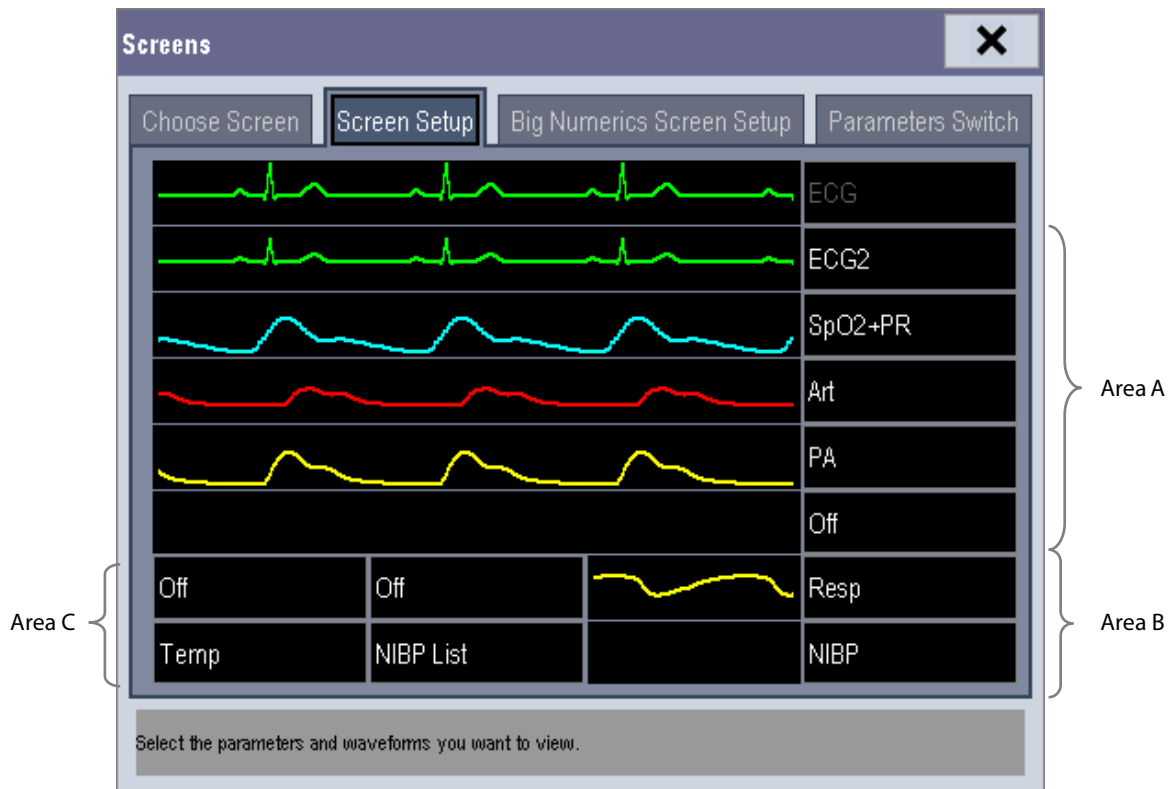 Screens
Choose Screen Screen Setup Big Numerics Screen Setup Parameters Switch
ECG
ECG2
SpO2+PR
Art
Area A
PA
Off
Off Off Resp
Area C Area B
Temp NIBP List NIBP
Select the parameters and waveforms you want to view.